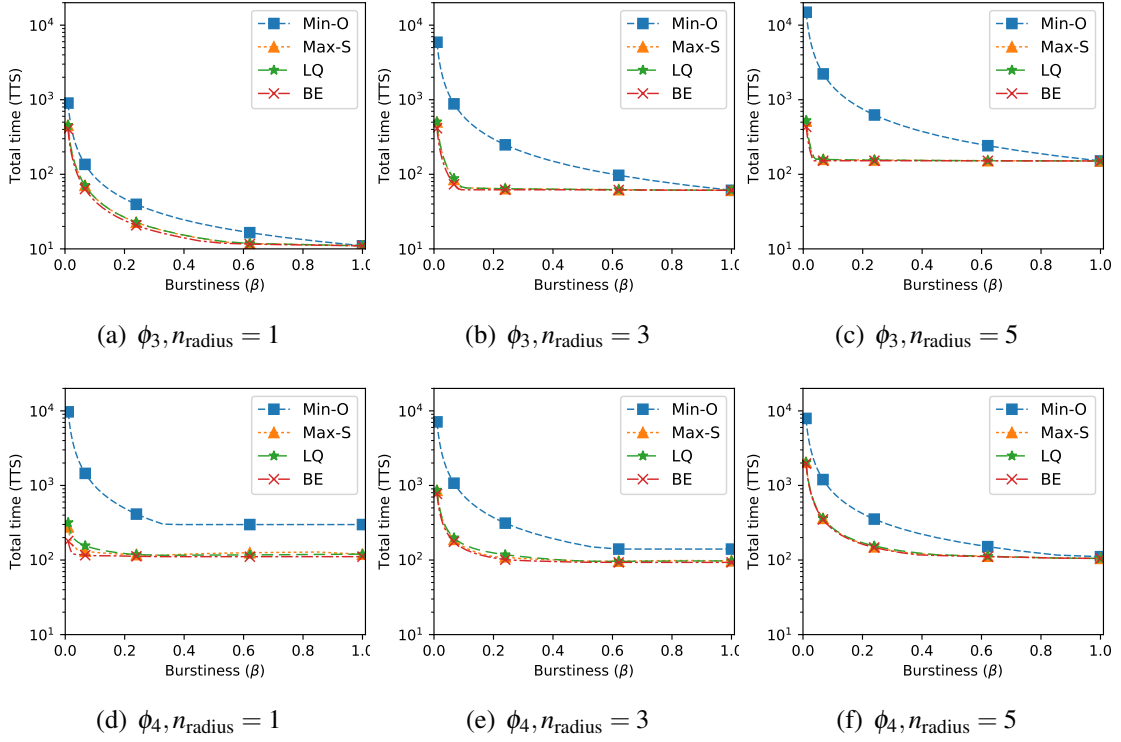 Total time (TTS)
10⁴
10³
10²
10¹
0.0 0.2 0.4 0.6 0.8 1.0
Burstiness (β)
Min-O
Max-S
LQ
BE
(a) ϕ₃, n_radius = 1
Total time (TTS)
10⁴
10³
10²
10¹
0.0 0.2 0.4 0.6 0.8 1.0
Burstiness (β)
Min-O
Max-S
LQ
BE
(b) ϕ₃, n_radius = 3
Total time (TTS)
10⁴
10³
10²
10¹
0.0 0.2 0.4 0.6 0.8 1.0
Burstiness (β)
Min-O
Max-S
LQ
BE
(c) ϕ₃, n_radius = 5
Total time (TTS)
10⁴
10³
10²
10¹
0.0 0.2 0.4 0.6 0.8 1.0
Burstiness (β)
Min-O
Max-S
LQ
BE
(d) ϕ₄, n_radius = 1
Total time (TTS)
10⁴
10³
10²
10¹
0.0 0.2 0.4 0.6 0.8 1.0
Burstiness (β)
Min-O
Max-S
LQ
BE
(e) ϕ₄, n_radius = 3
Total time (TTS)
10⁴
10³
10²
10¹
0.0 0.2 0.4 0.6 0.8 1.0
Burstiness (β)
Min-O
Max-S
LQ
BE
(f) ϕ₄, n_radius = 5